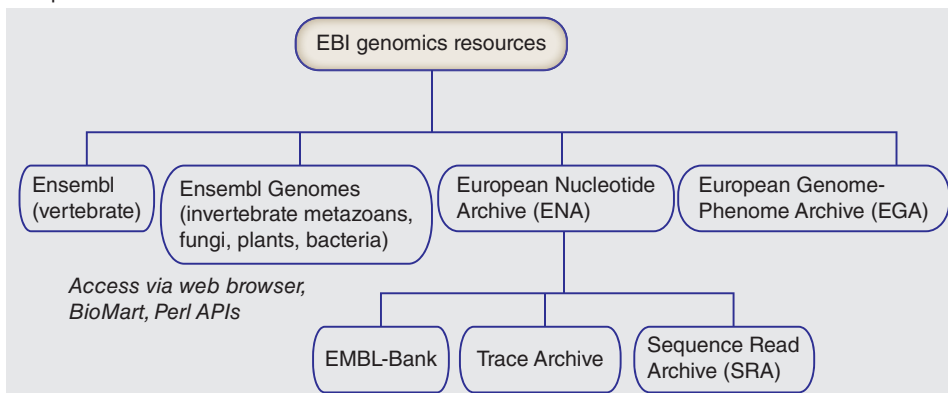 EBI genomics resources
Ensembl
(vertebrate)
Ensembl Genomes
(invertebrate metazoans,
fungi, plants, bacteria)
European Nucleotide
Archive (ENA)
European Genome-
Phenome Archive (EGA)
Access via web browser,
BioMart, Perl APIs
EMBL-Bank
Trace Archive
Sequence Read
Archive (SRA)